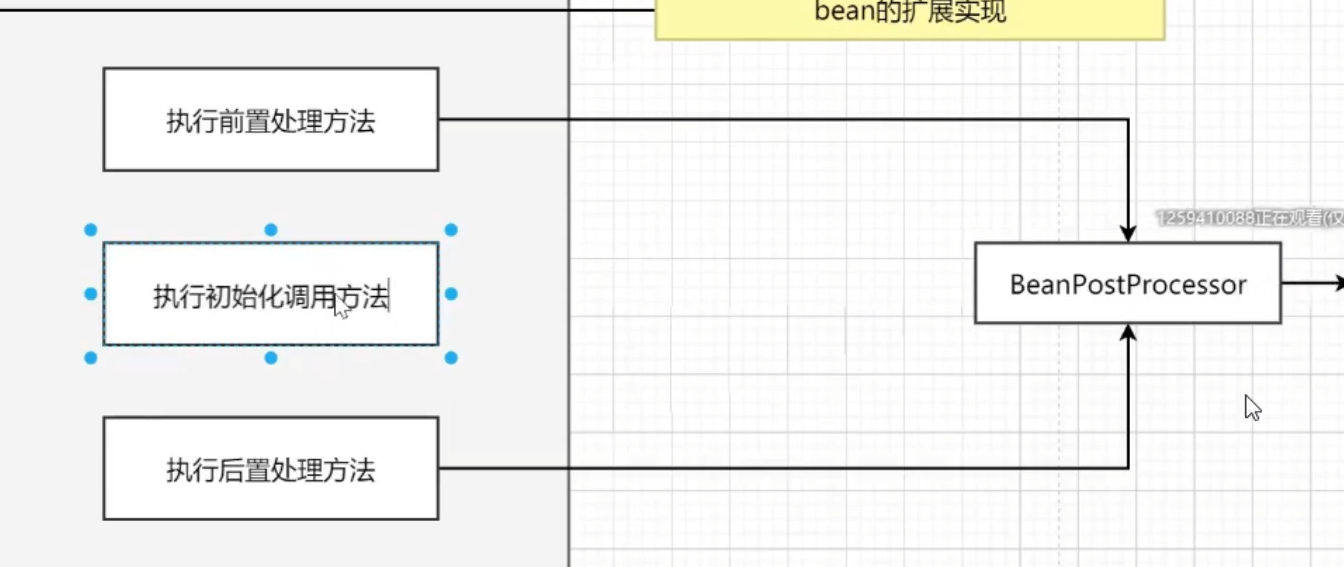 bean的扩展实现
执行前置处理方法
1259410088正在观看(仅
执行初始化调用方法
BeanPostProcessor
执行后置处理方法